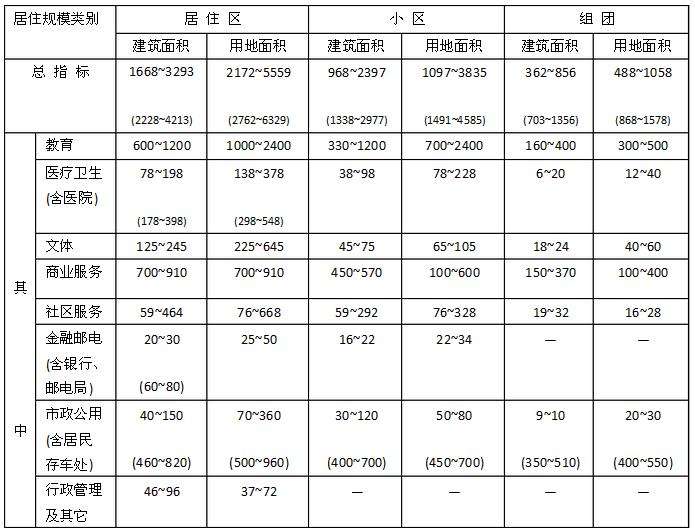 居住规模类别 居 住 区 小 区 组 团
建筑面积 用地面积 建筑面积 用地面积 建筑面积 用地面积
总 指 标 1668~3293 2172~5559 968~2397 1097~3835 362~856 488~1058
(2228~4213) (2762~6329) (1338~2977) (1491~4585) (703~1356) (868~1578)
教育 600~1200 1000~2400 330~1200 700~2400 160~400 300~500
医疗卫生 78~198 138~378 38~98 78~228 6~20 12~40
(含医院)
(178~398) (298~548)
文体 125~245 225~645 45~75 65~105 18~24 40~60
其 商业服务 700~910 700~910 450~570 100~600 150~370 100~400
社区服务 59~464 76~668 59~292 76~328 19~32 16~28
金融邮电 20~30 25~50 16~22 22~34 — —
(含银行、
邮电局) (60~80)
中 市政公用 40~150 70~360 30~120 50~80 9~10 20~30
(含居民
存车处) (460~820) (500~960) (400~700) (450~700) (350~510) (400~550)
行政管理 46~96 37~72 — — — —
及其它